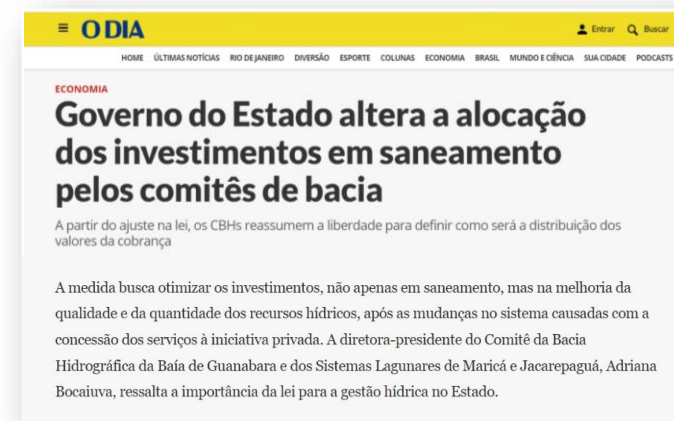 O DIA
Entrar
Buscar
HOME ÚLTIMAS NOTÍCIAS RIO DE JANEIRO DIVERSÃO ESPORTE COLUNAS ECONOMIA BRASIL MUNDO E CIÊNCIA SUA CIDADE PODCASTS
ECONOMIA
Governo do Estado altera a alocação
dos investimentos em saneamento
pelos comitês de bacia
A partir do ajuste na lei, os CBHs reassumem a liberdade para definir como será a distribuição dos
valores da cobrança
A medida busca otimizar os investimentos, não apenas em saneamento, mas na melhoria da
qualidade e da quantidade dos recursos hídricos, após as mudanças no sistema causadas com a
concessão dos serviços à iniciativa privada. A diretora-presidente do Comitê da Bacia
Hidrográfica da Baía de Guanabara e dos Sistemas Lagunares de Maricá e Jacarepaguá, Adriana
Bocaiuva, ressalta a importância da lei para a gestão hídrica no Estado.